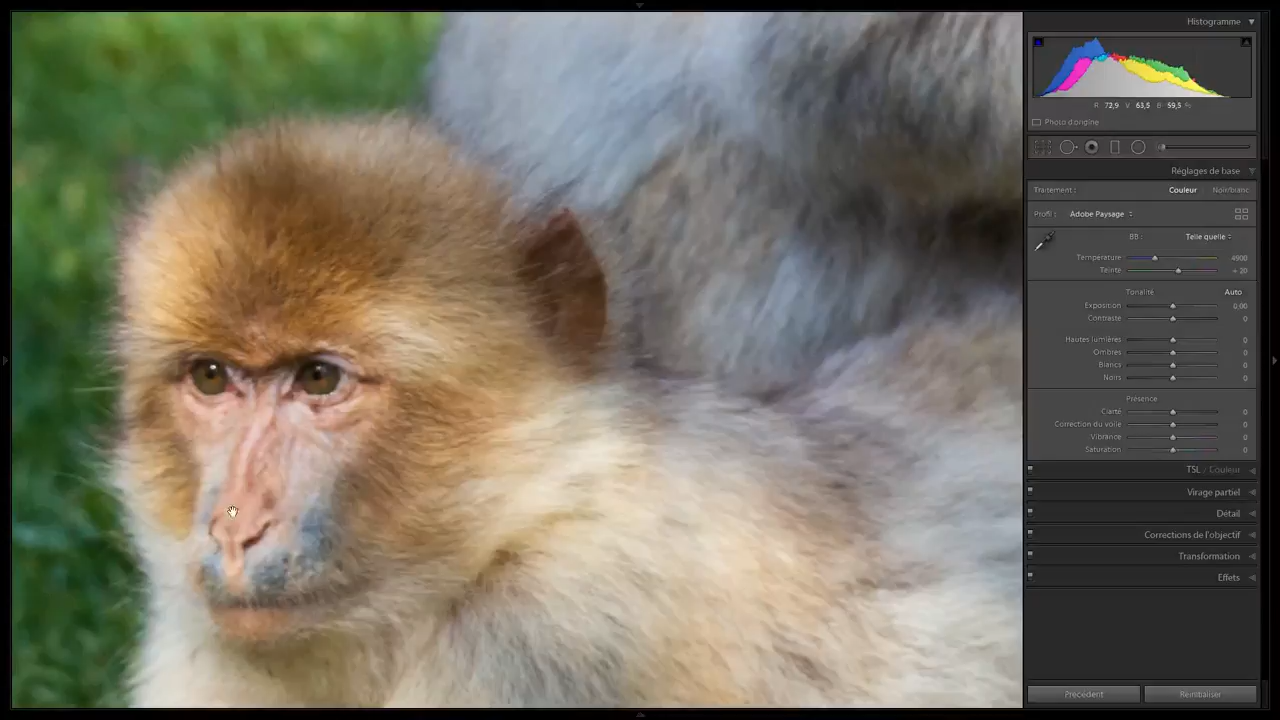 Histogramme
R 72,9 V 63,5 B 59,5 %
Photo d'origine
Réglages de base
Traitement : Couleur Noir/blanc
Profil : Adobe Paysage
BB : Telle quelle
Température 4900
Teinte + 20
Tonalité Auto
Exposition 0,00
Contraste 0
Hautes lumières 0
Ombres 0
Blancs 0
Noirs 0
Présence
Clarté 0
Correction du voile 0
Vibrance 0
Saturation 0
TSL / Couleur
Virage partiel
Détail
Corrections de l'objectif
Transformation
Effets
Précédent Réinitialiser